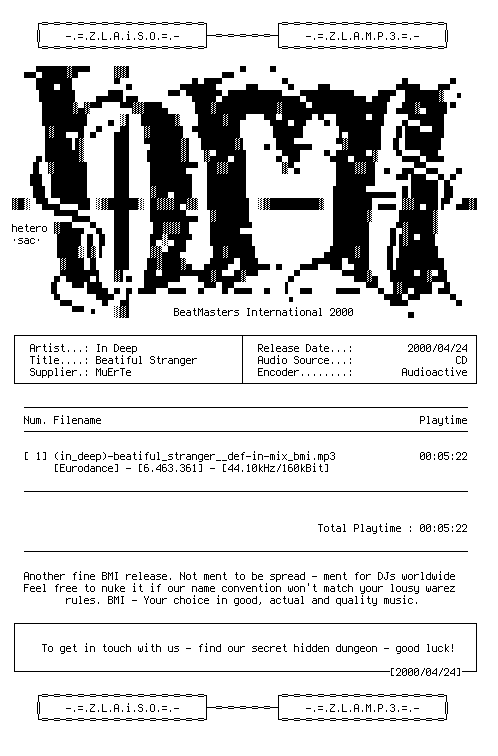 -.=.Z.L.A.i.S.O.=.- -.=.Z.L.A.M.P.3.=.-
hetero
·sac·
BeatMasters International 2000
Artist...: In Deep Release Date...: 2000/04/24
Title....: Beatiful Stranger Audio Source...: CD
Supplier.: MuErTe Encoder........: Audioactive
Num. Filename Playtime
[ 1] (in_deep)-beatiful_stranger__def-in-mix_bmi.mp3 00:05:22
[Eurodance] - [6.463.361] - [44.10kHz/160kBit]
Total Playtime : 00:05:22
Another fine BMI release. Not ment to be spread - ment for DJs worldwide
Feel free to nuke it if our name convention won't match your lousy warez
rules. BMI - Your choice in good, actual and quality music.
To get in touch with us - find our secret hidden dungeon - good luck!
[2000/04/24]
-.=.Z.L.A.i.S.O.=.- -.=.Z.L.A.M.P.3.=.-